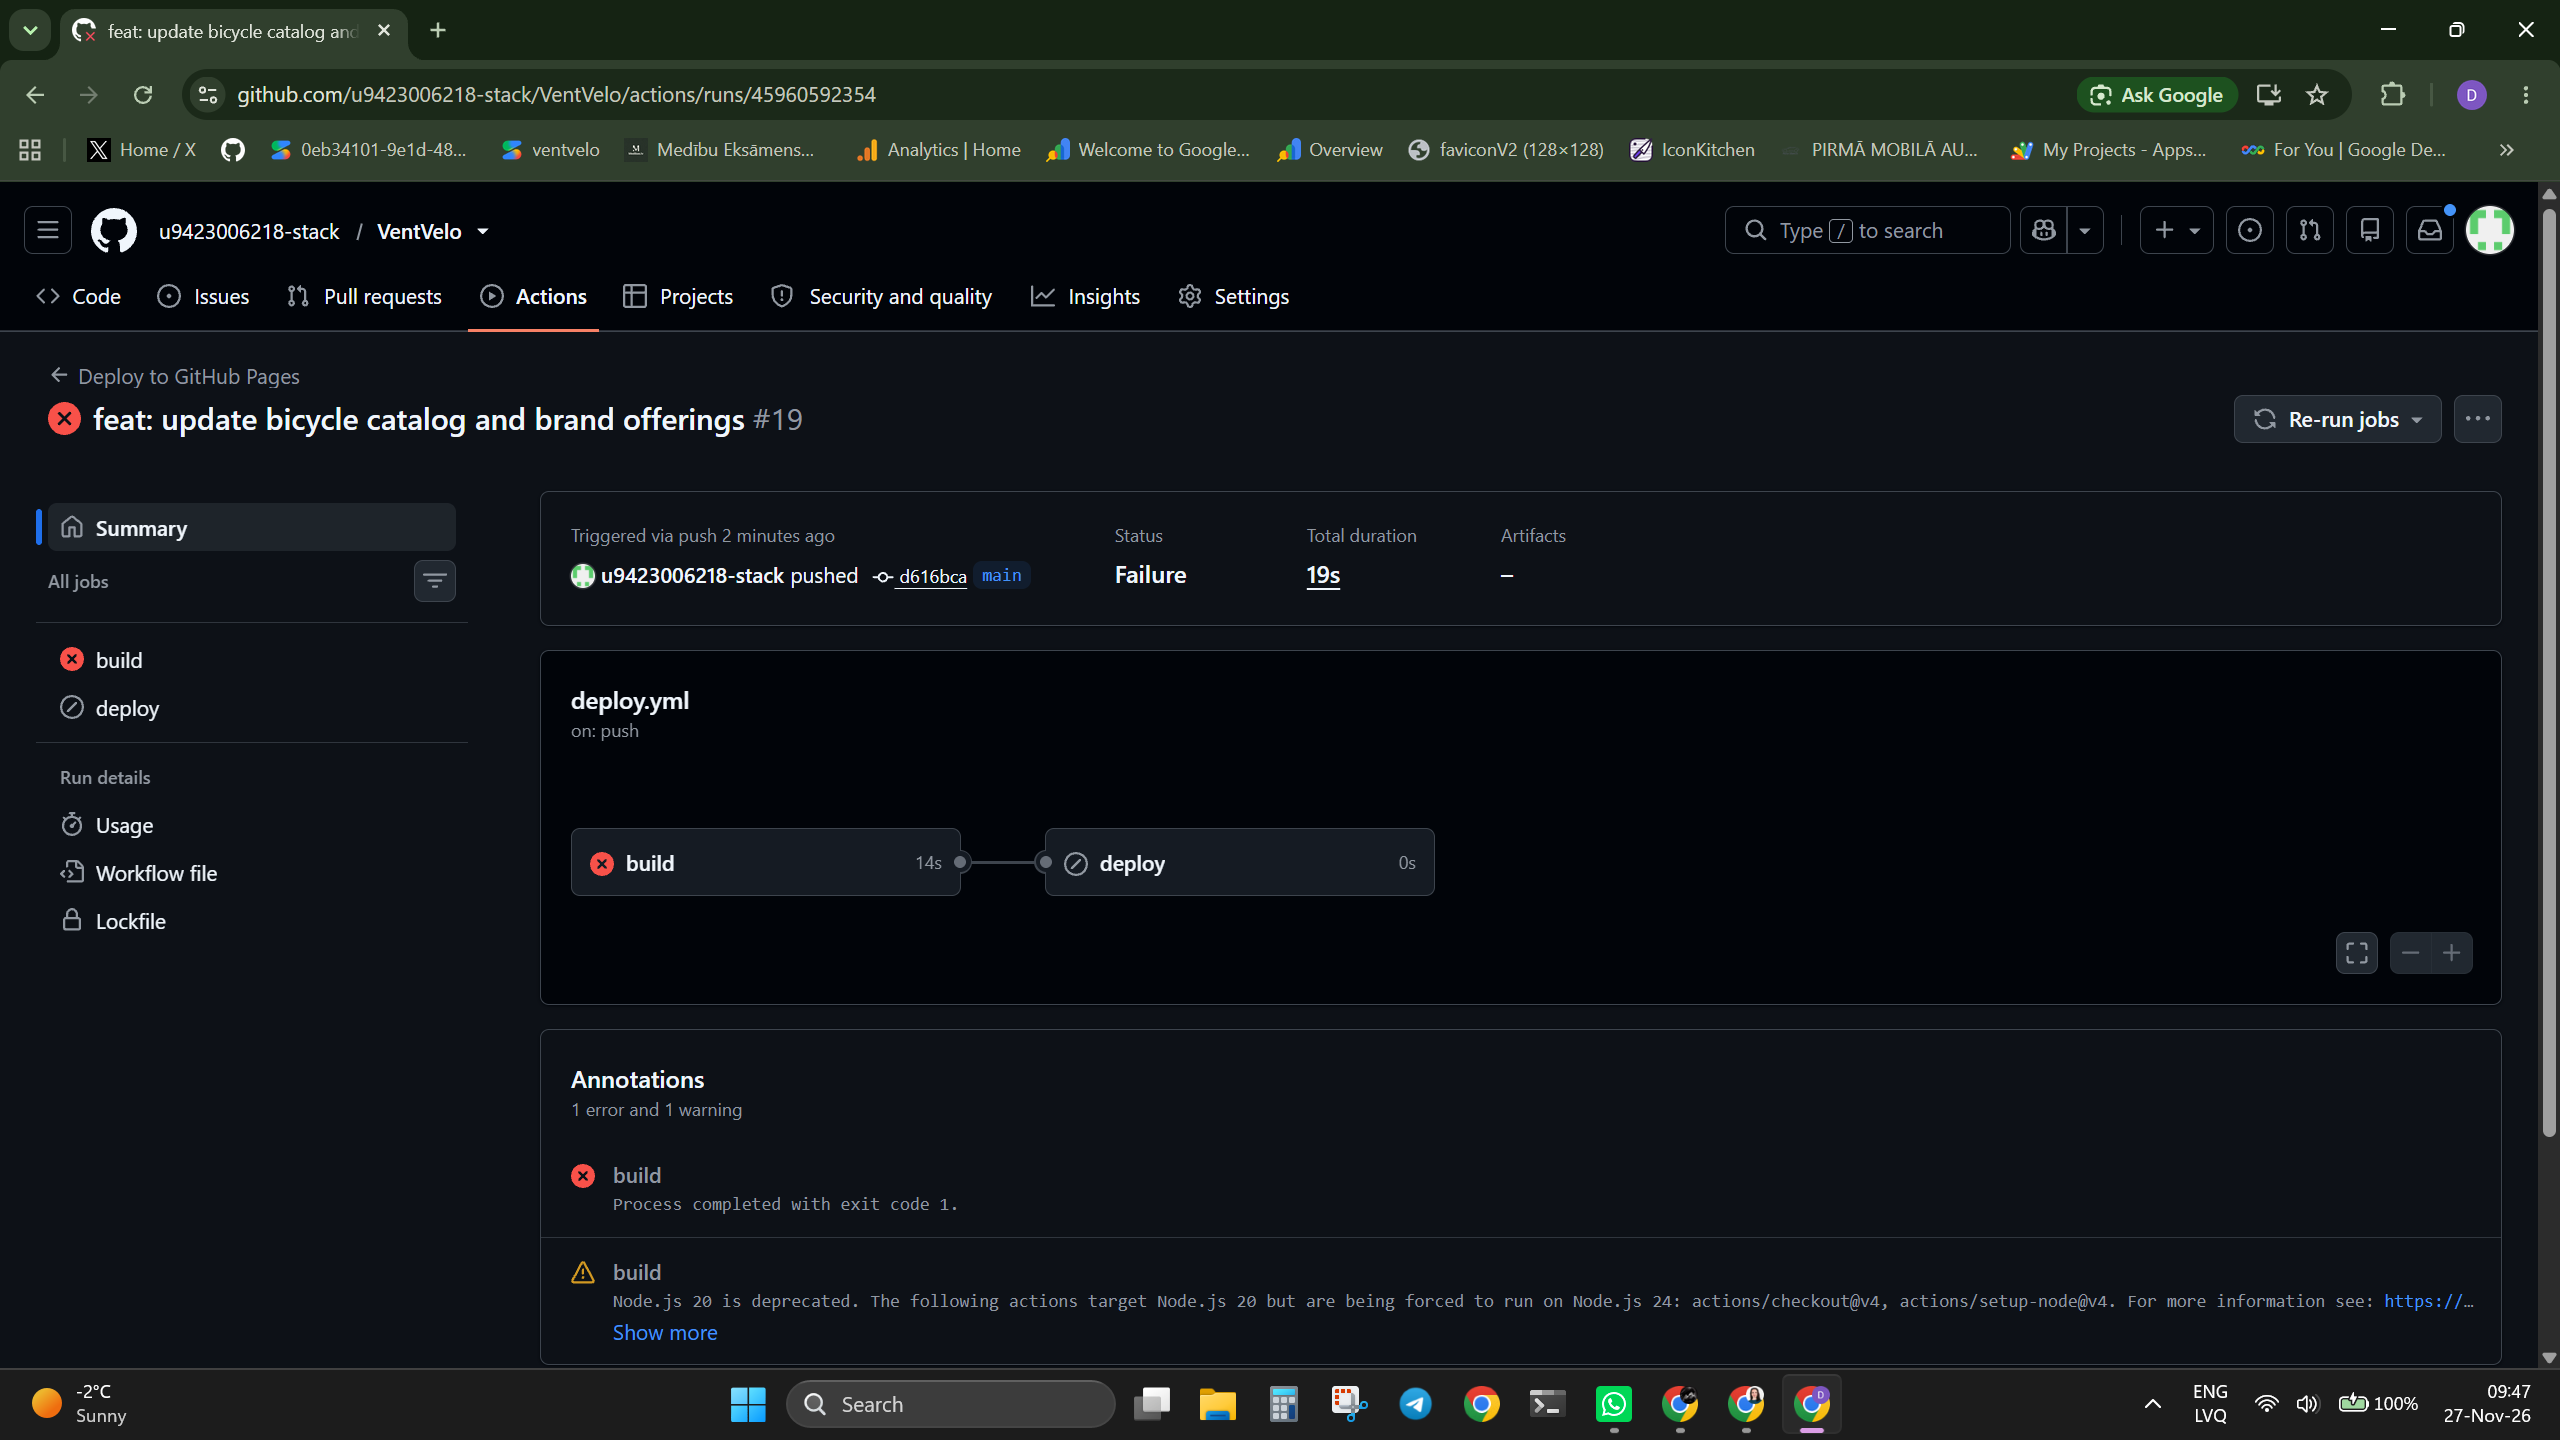 feat: update bicycle catalog and
github.com/u9423006218-stack/VentVelo/actions/runs/45960592354
Ask Google
D
Home / X
0eb34101-9e1d-48...
ventvelo
Medību Eksāmens...
Analytics | Home
Welcome to Google...
Overview
faviconV2 (128×128)
IconKitchen
PIRMĀ MOBILĀ AU...
My Projects - Apps...
For You | Google De...
u9423006218-stack / VentVelo
Type / to search
Code
Issues
Pull requests
Actions
Projects
Security and quality
Insights
Settings
Deploy to GitHub Pages
feat: update bicycle catalog and brand offerings #19
Re-run jobs
Summary
All jobs
build
deploy
Run details
Usage
Workflow file
Lockfile
Triggered via push 2 minutes ago
u9423006218-stack pushed d616bca main
Status
Failure
Total duration
19s
Artifacts
–
deploy.yml
on: push
build 14s
deploy 0s
Annotations
1 error and 1 warning
build
Process completed with exit code 1.
build
Node.js 20 is deprecated. The following actions target Node.js 20 but are being forced to run on Node.js 24: actions/checkout@v4, actions/setup-node@v4. For more information see: https://…
Show more
-2°C
Sunny
Search
ENG
LVQ
100%
09:47
27-Nov-26